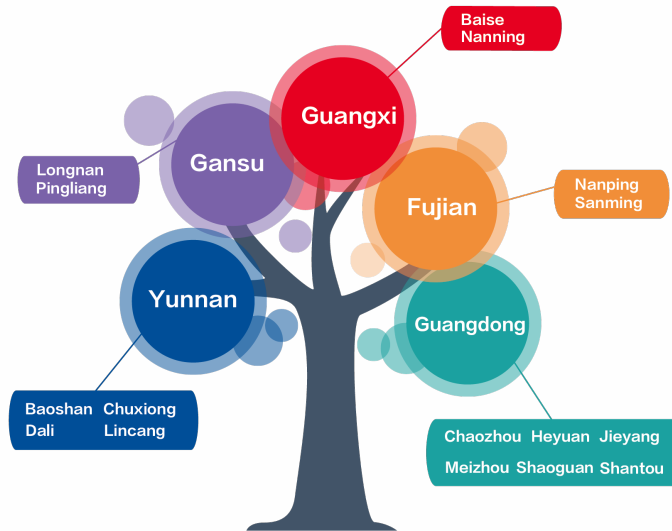 Baise
Nanning
Guangxi
Gansu
Longnan
Pingliang
Fujian
Nanping
Sanming
Yunnan
Guangdong
Baoshan Chuxiong
Dali Lincang
Chaozhou Heyuan Jieyang
Meizhou Shaoguan Shantou